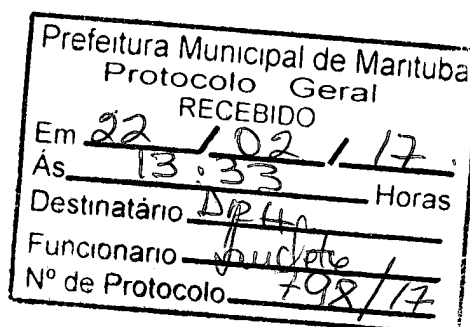 Prefeitura Municipal de Marituba
Protocolo Geral
RECEBIDO
Em 22 / 02 / 17.
Ás 13:33 Horas
Destinatário
Funcionario
Nº de Protocolo 798/17